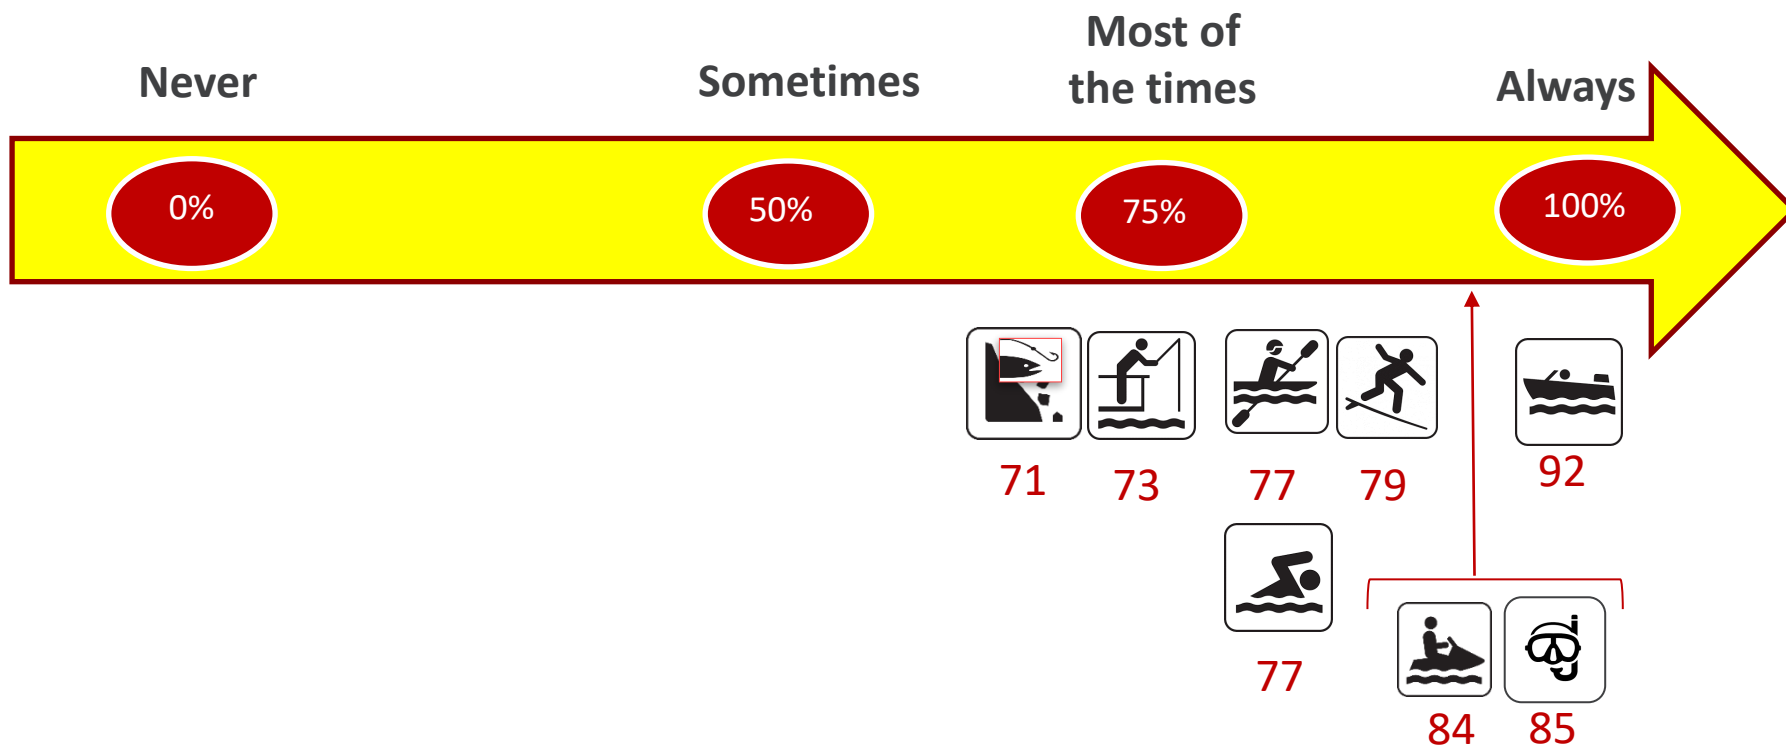 Never
Sometimes
Most of
the times
Always
0%
50%
75%
100%
71
73
77
79
92
77
84
85